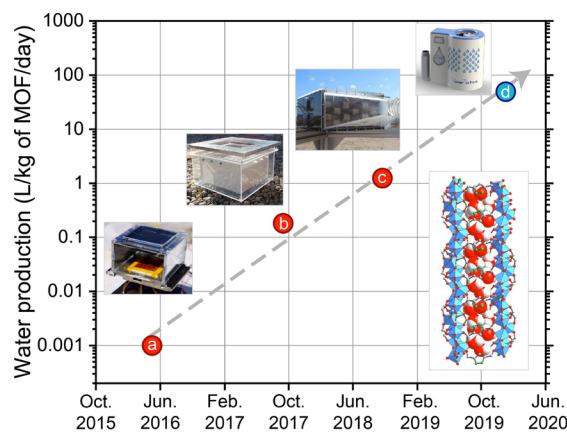 Water production (L/kg of MOF/day)
1000
100
10
1
0.1
0.01
0.001
a
b
c
d
Oct. Jun. Feb. Oct. Jun. Feb. Oct. Jun.
2015 2016 2017 2017 2018 2019 2019 2020